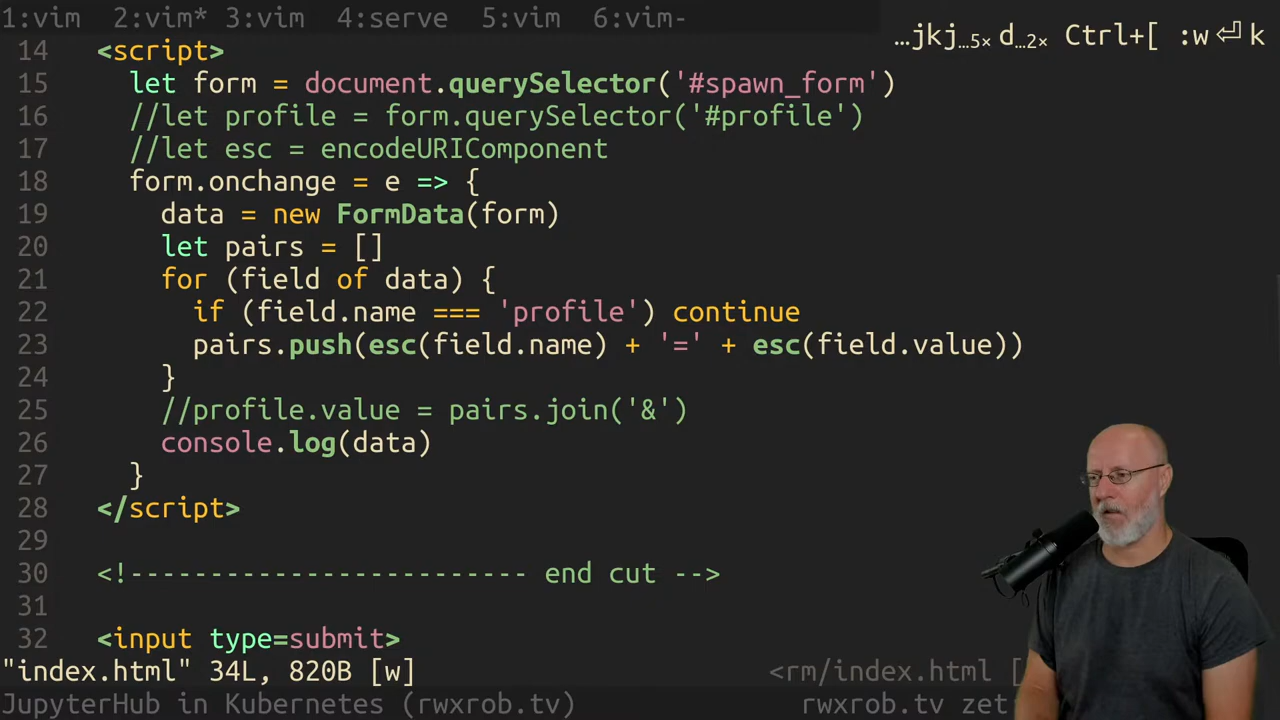 1:vim 2:vim* 3:vim 4:serve 5:vim 6:vim-
…jkj…5× d…2× Ctrl+[ :w⏎k
14 <script>
15 let form = document.querySelector('#spawn_form')
16 //let profile = form.querySelector('#profile')
17 //let esc = encodeURIComponent
18 form.onchange = e => {
19 data = new FormData(form)
20 let pairs = []
21 for (field of data) {
22 if (field.name === 'profile') continue
23 pairs.push(esc(field.name) + '=' + esc(field.value))
24 }
25 //profile.value = pairs.join('&')
26 console.log(data)
27 }
28 </script>
29
30 <!------------------------- end cut -->
31
32 <input type=submit>
"index.html" 34L, 820B [w] <rm/index.html [
JupyterHub in Kubernetes (rwxrob.tv) rwxrob.tv zet